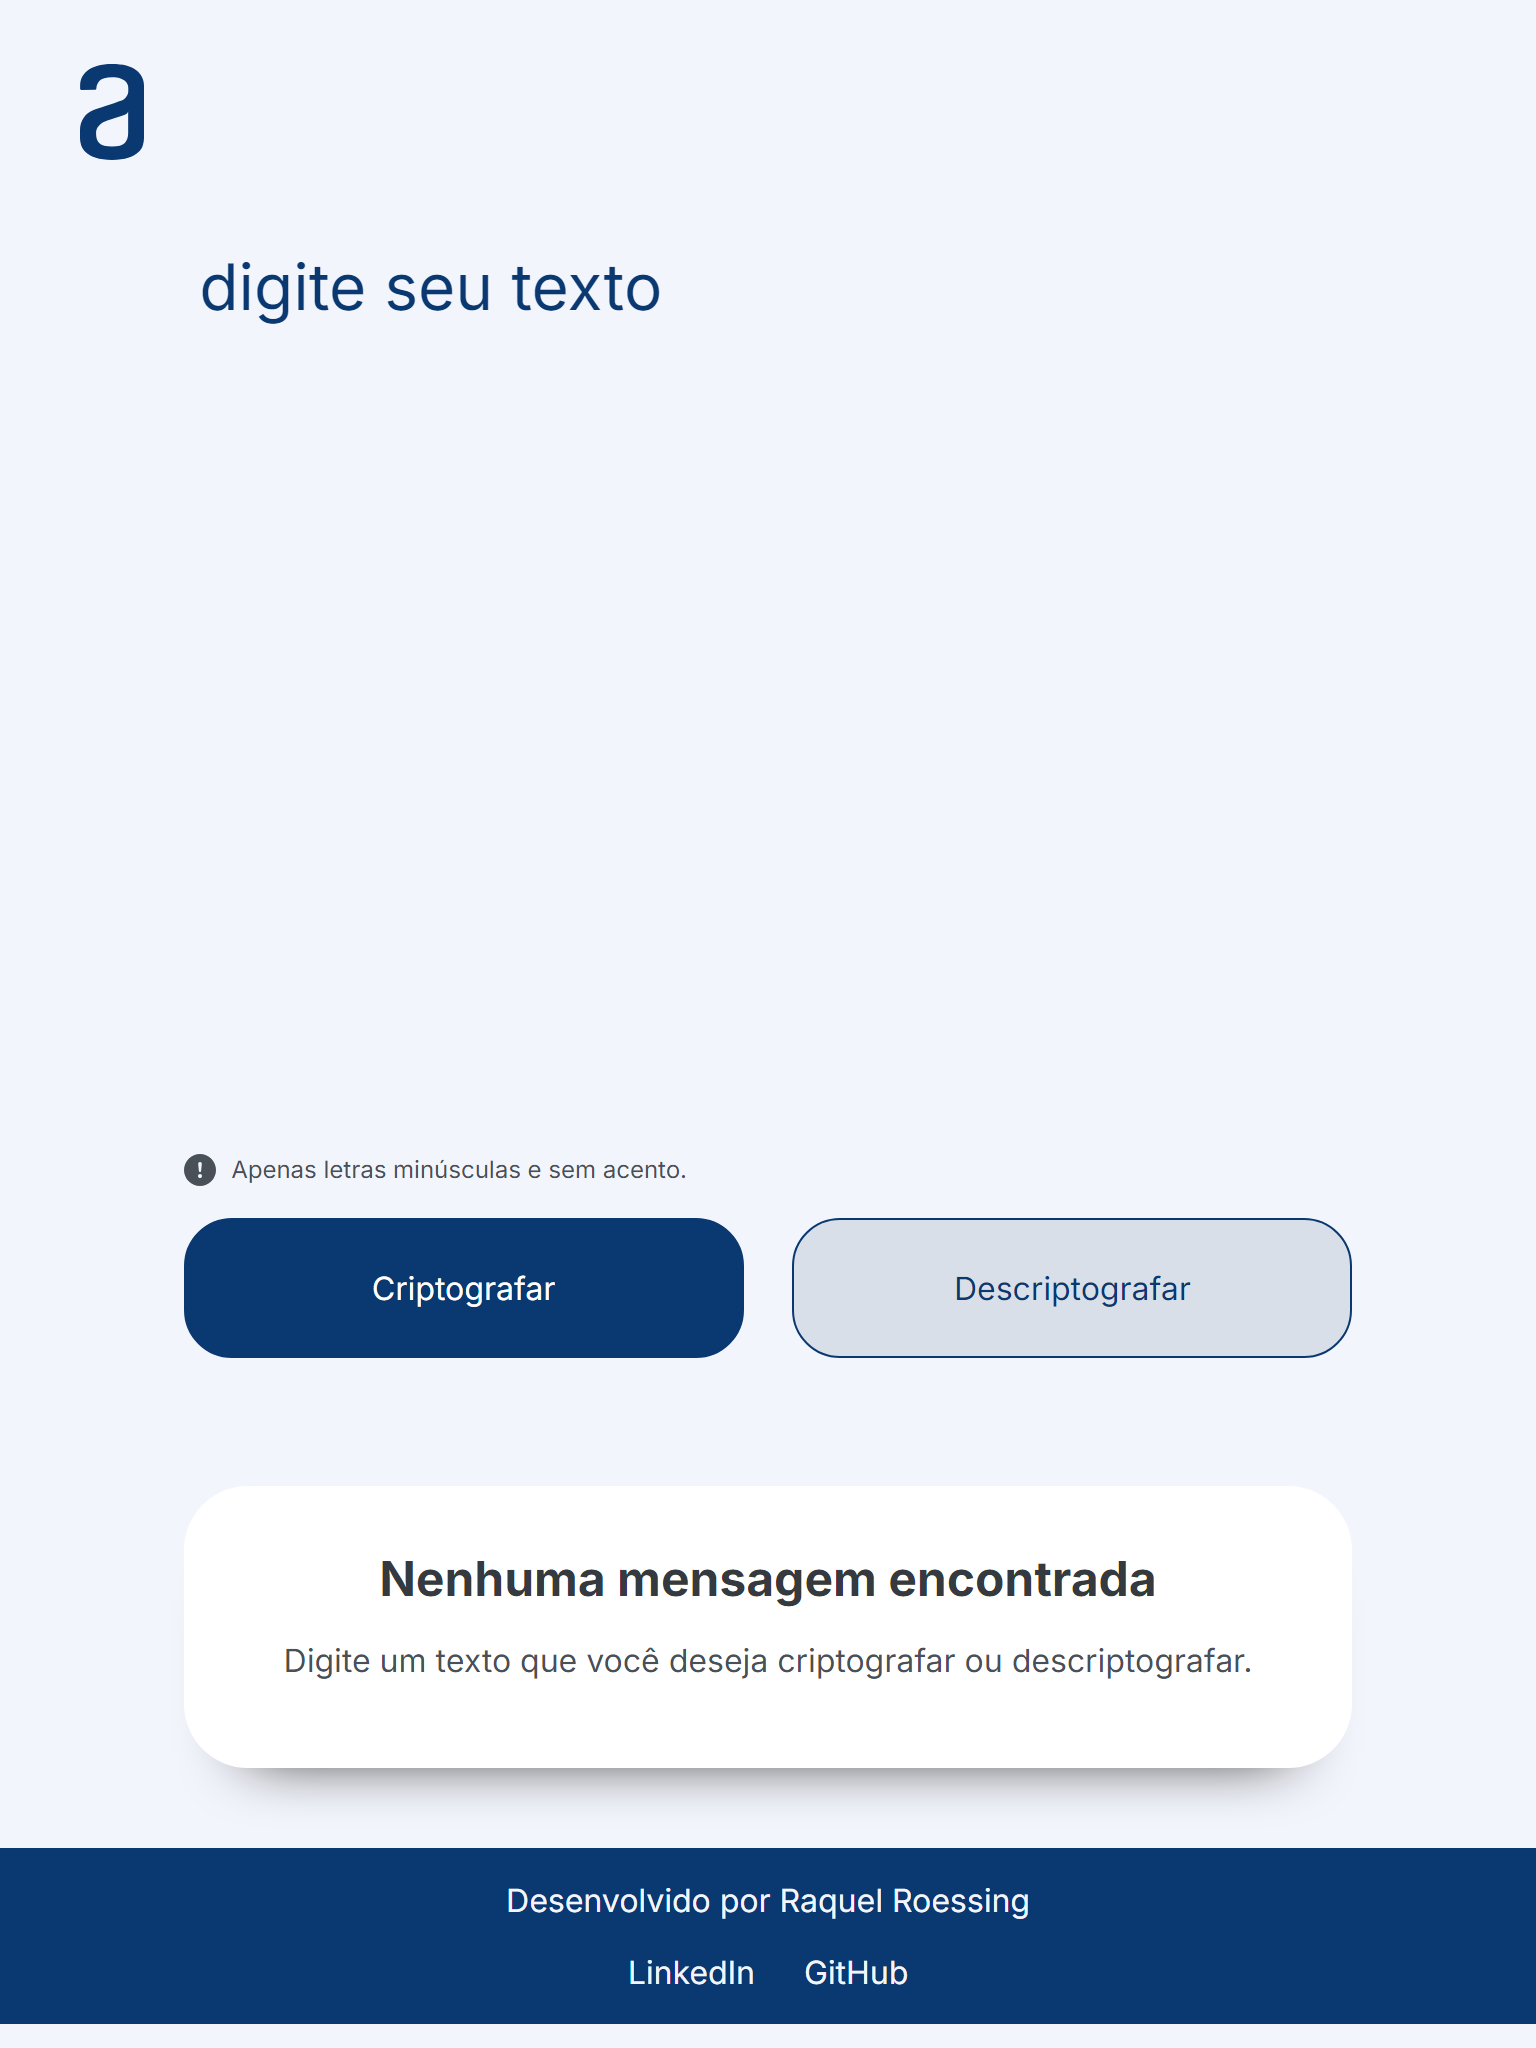 a
digite seu texto
Apenas letras minúsculas e sem acento.
Criptografar
Descriptografar
Nenhuma mensagem encontrada
Digite um texto que você deseja criptografar ou descriptografar.
Desenvolvido por Raquel Roessing
LinkedIn GitHub